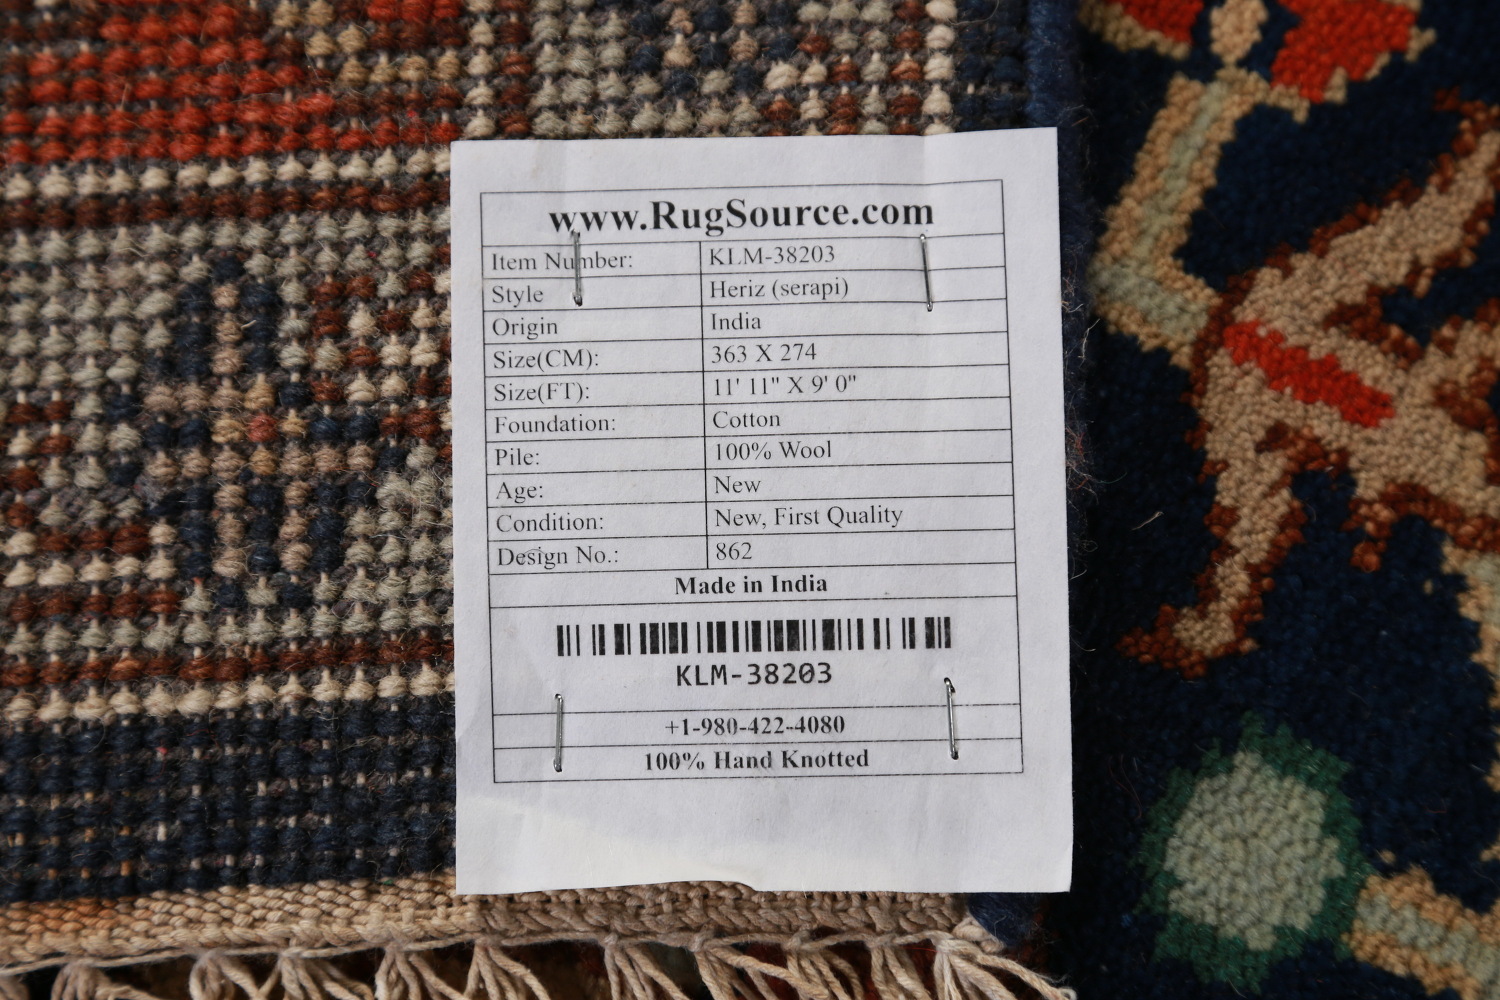 www.RugSource.com
Item Number: KLM-38203
Style Heriz (serapi)
Origin India
Size(CM): 363 X 274
Size(FT): 11' 11" X 9' 0"
Foundation: Cotton
Pile: 100% Wool
Age: New
Condition: New, First Quality
Design No.: 862
Made in India
KLM-38203
+1-980-422-4080
100% Hand Knotted